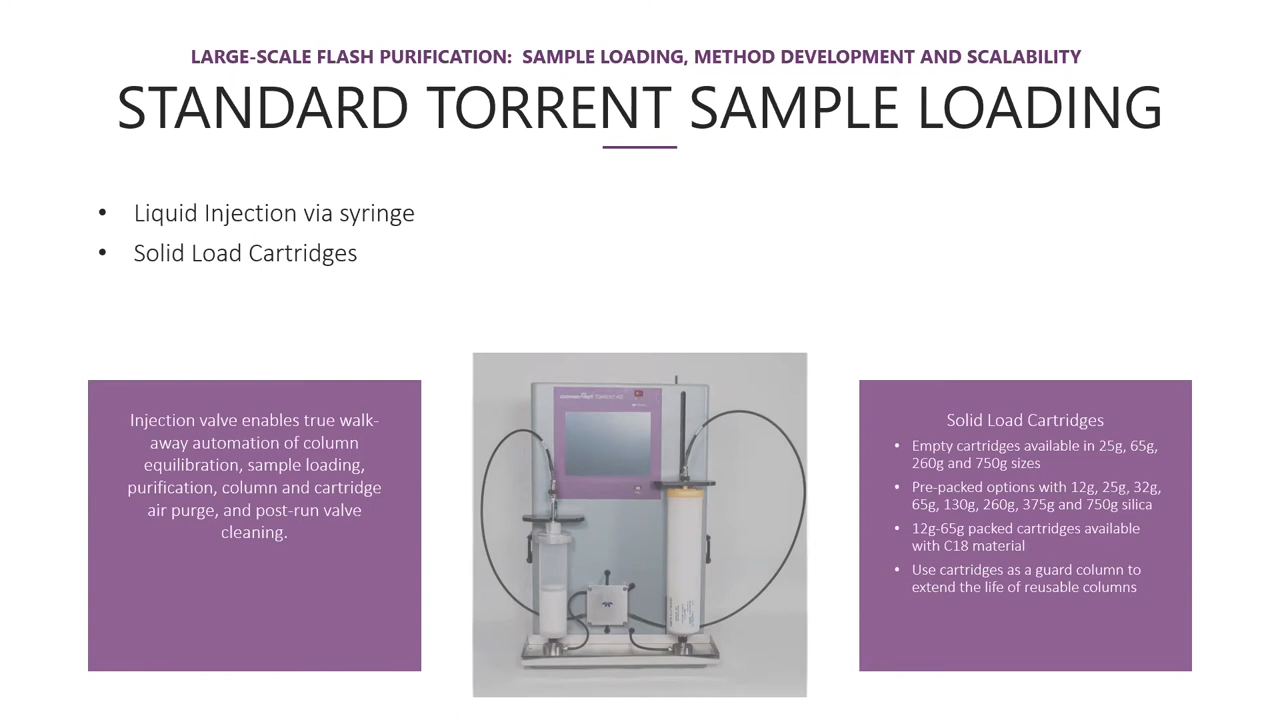 LARGE-SCALE FLASH PURIFICATION:  SAMPLE LOADING, METHOD DEVELOPMENT AND SCALABILITY
STANDARD TORRENT SAMPLE LOADING
• Liquid Injection via syringe
• Solid Load Cartridges
Injection valve enables true walk-
away automation of column
equilibration, sample loading,
purification, column and cartridge
air purge, and post-run valve
cleaning.
Solid Load Cartridges
• Empty cartridges available in 25g, 65g,
260g and 750g sizes
• Pre-packed options with 12g, 25g, 32g,
65g, 130g, 260g, 375g and 750g silica
• 12g-65g packed cartridges available
with C18 material
• Use cartridges as a guard column to
extend the life of reusable columns